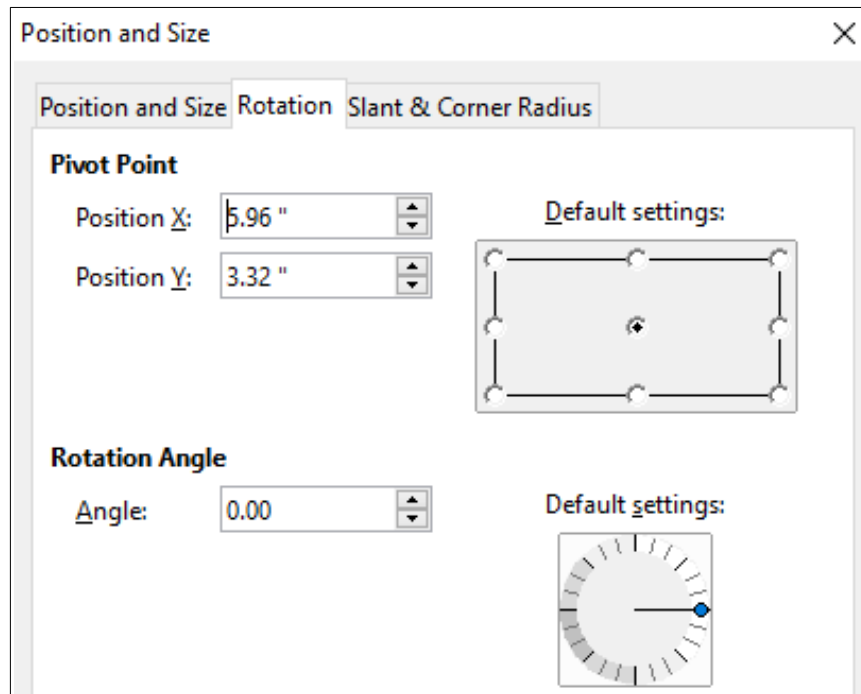 Position and Size
Position and Size Rotation Slant & Corner Radius
Pivot Point
Position X: 5.96 "
Default settings:
Position Y: 3.32 "
Rotation Angle
Angle: 0.00
Default settings: